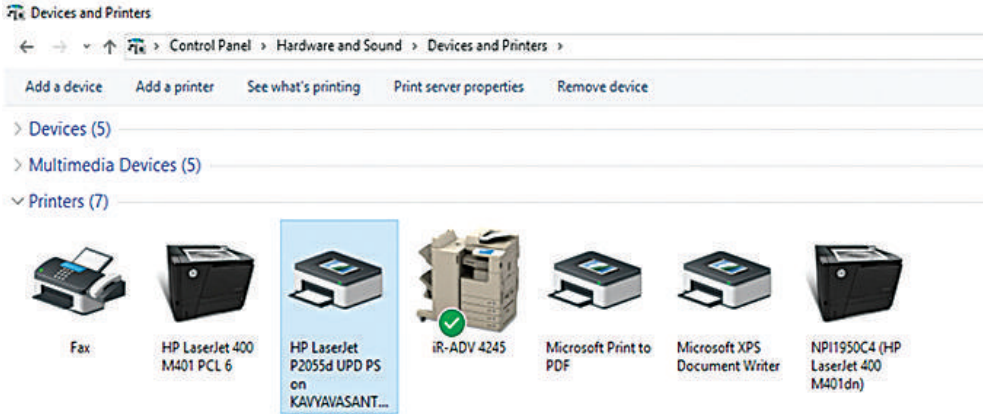 Devices and Printers
Control Panel > Hardware and Sound > Devices and Printers >
Add a device Add a printer See what's printing Print server properties Remove device
Devices (5)
Multimedia Devices (5)
Printers (7)
Fax
HP LaserJet 400
M401 PCL 6
HP LaserJet
P2055d UPD PS
on
KAVYAVASANT...
iR-ADV 4245
Microsoft Print to
PDF
Microsoft XPS
Document Writer
NPI1950C4 (HP
LaserJet 400
M401dn)